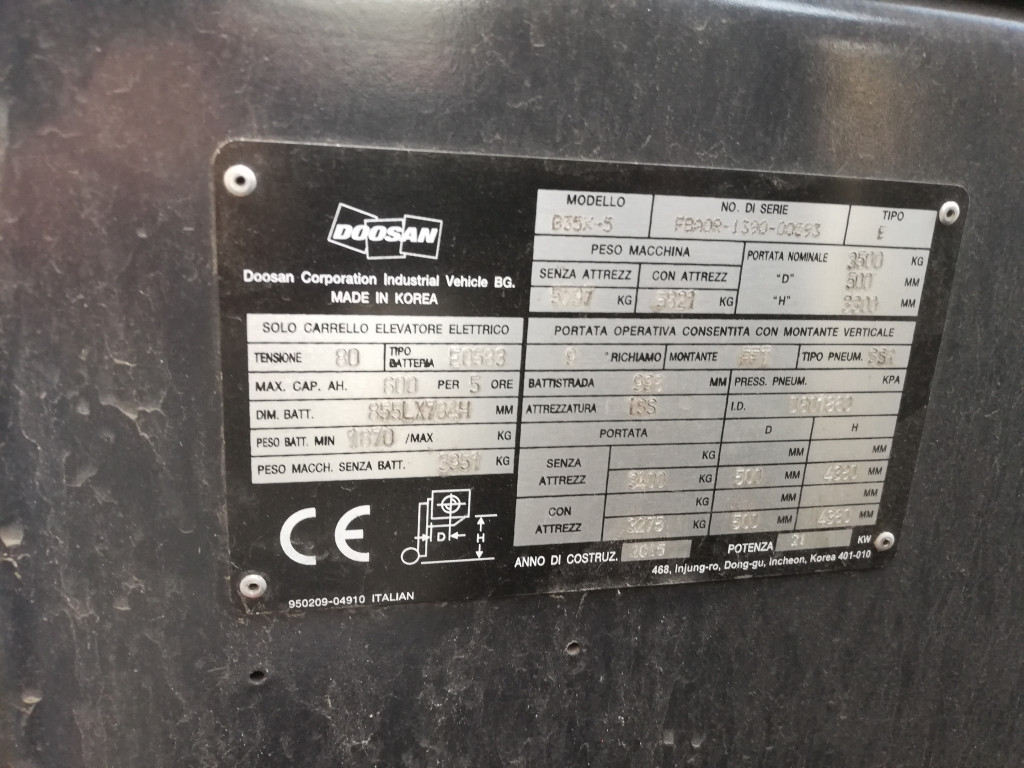 DOOSAN
Doosan Corporation Industrial Vehicle BG.
MADE IN KOREA
MODELLO NO. DI SERIE TIPO
B35X-5 E
PESO MACCHINA
SENZA ATTREZZ CON ATTREZZ
KG KG
PORTATA NOMINALE 3500 KG
"D" 500 MM
"H" MM
SOLO CARRELLO ELEVATORE ELETTRICO
TENSIONE 80 TIPO BATTERIA
MAX. CAP. AH. 600 PER 5 ORE
DIM. BATT. MM
PESO BATT. MIN /MAX KG
PESO MACCH. SENZA BATT. KG
PORTATA OPERATIVA CONSENTITA CON MONTANTE VERTICALE
°RICHIAMO MONTANTE TIPO PNEUM.
BATTISTRADA MM PRESS. PNEUM. KPA
ATTREZZATURA ISS I.D.
PORTATA D H
SENZA ATTREZZ KG MM MM
KG 500 MM MM
CON ATTREZZ KG MM MM
3275 KG 500 MM MM
ANNO DI COSTRUZ. 2015 POTENZA 21 KW
468, Injung-ro, Dong-gu, Incheon, Korea 401-010
CE
D
H
950209-04910 ITALIAN